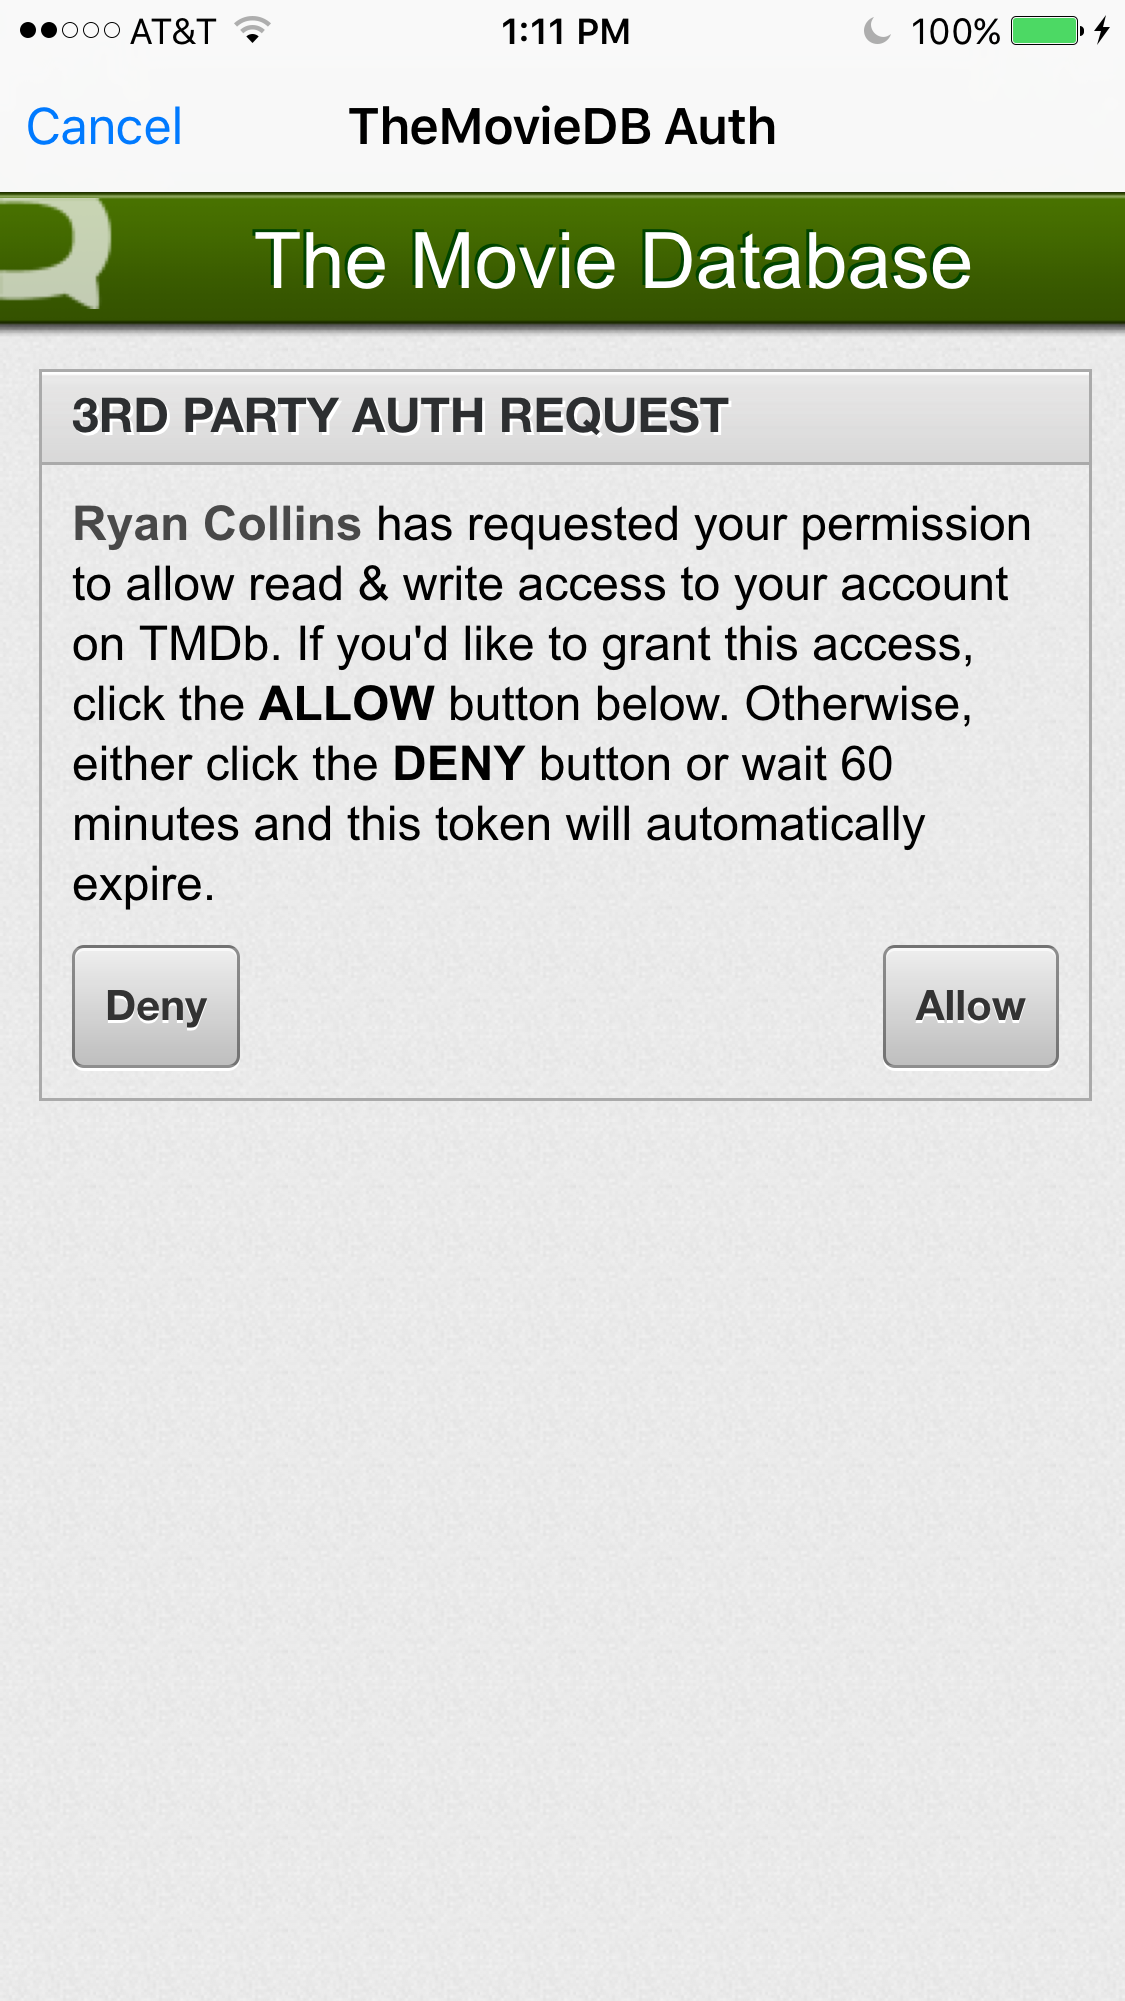 AT&T 1:11 PM 100%
Cancel TheMovieDB Auth
The Movie Database
3RD PARTY AUTH REQUEST
Ryan Collins has requested your permission
to allow read & write access to your account
on TMDb. If you'd like to grant this access,
click the ALLOW button below. Otherwise,
either click the DENY button or wait 60
minutes and this token will automatically
expire.
Deny Allow